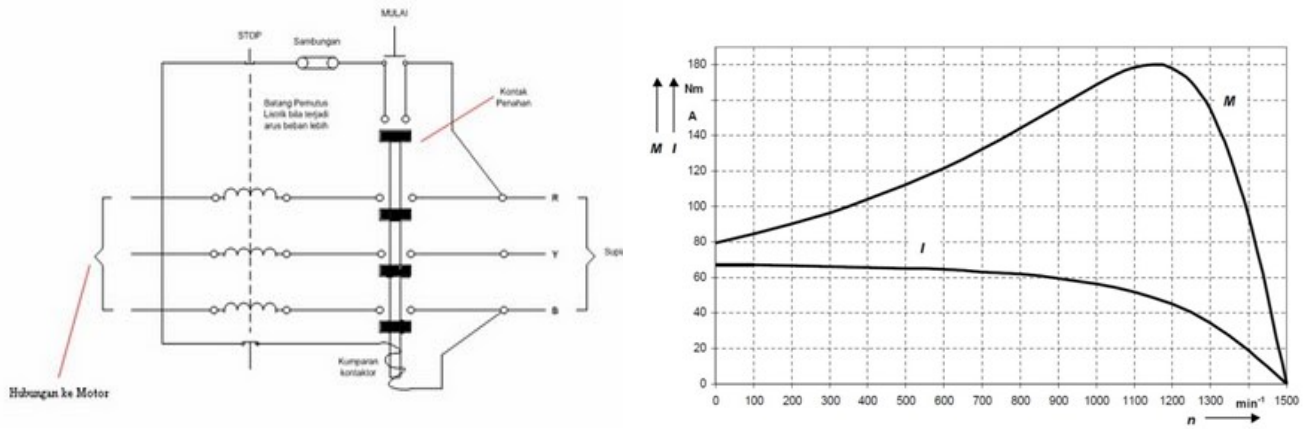 MULAI
STOP
Sambungan
Batang Pemutus
Listrik bila terjadi
arus beban lebih
Kontak
Penahan
R
Y
B
Kumparan
kontaktor
Hubungan ke Motor
180
Nm
A
160
140
120
100
80
60
40
20
0
M I
M
I
0 100 200 300 400 500 600 700 800 900 1000 1100 1200 1300 min⁻¹ 1500
n